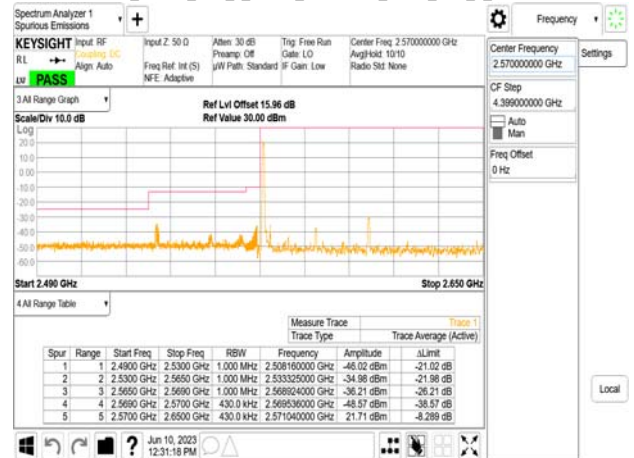 Spectrum Analyzer 1
Spurious Emissions
Frequency
KEYSIGHT Input: RF Input Z: 50 Ω Atten: 30 dB Trig: Free Run Center Freq: 2.570000000 GHz
RL Coupling: DC Preamp: Off Gate: LO Avg|Hold: 10/10
Align: Auto Freq Ref: Int (S) µW Path: Standard IF Gain: Low Radio Std: None
LU PASS NFE: Adaptive
Center Frequency
2.570000000 GHz
Settings
CF Step
4.399000000 GHz
Auto
Man
Freq Offset
0 Hz
Local
3 All Range Graph
Ref Lvl Offset 15.96 dB
Scale/Div 10.0 dB Ref Value 30.00 dBm
Log
20.0
10.0
0.00
-10.0
-20.0
-30.0
-40.0
-50.0
-60.0
Start 2.490 GHz Stop 2.650 GHz
4 All Range Table
Measure Trace Trace 1
Trace Type Trace Average (Active)
Spur Range Start Freq Stop Freq RBW Frequency Amplitude ΔLimit
1 1 2.4900 GHz 2.5300 GHz 1.000 MHz 2.508160000 GHz -46.02 dBm -21.02 dB
2 2 2.5300 GHz 2.5650 GHz 1.000 MHz 2.533325000 GHz -34.98 dBm -21.98 dB
3 3 2.5650 GHz 2.5690 GHz 1.000 MHz 2.568924000 GHz -36.21 dBm -26.21 dB
4 4 2.5690 GHz 2.5700 GHz 430.0 kHz 2.569536000 GHz -48.57 dBm -38.57 dB
5 5 2.5700 GHz 2.6500 GHz 430.0 kHz 2.571040000 GHz 21.71 dBm -8.289 dB
Jun 10, 2023
12:31:18 PM